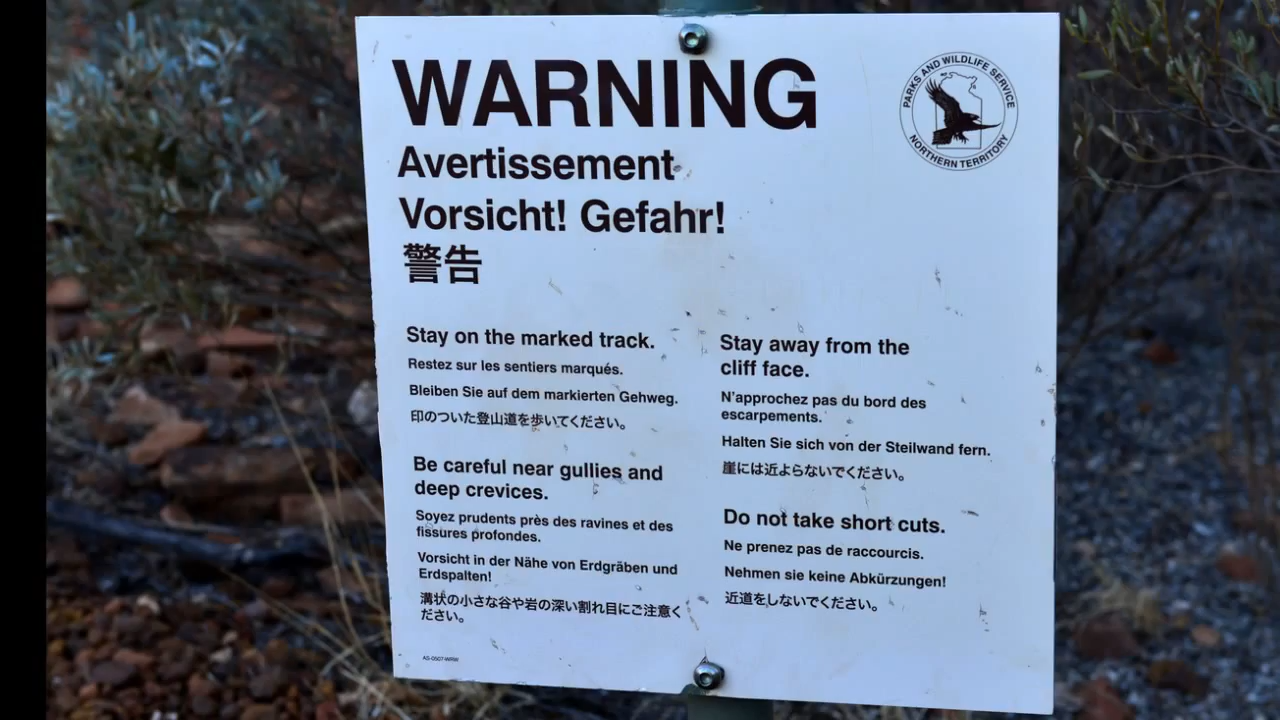 WARNING
PARKS AND WILDLIFE SERVICE
NORTHERN TERRITORY
Avertissement
Vorsicht! Gefahr!
警告
Stay on the marked track.
Restez sur les sentiers marqués.
Bleiben Sie auf dem markierten Gehweg.
印のついた登山道を歩いてください。
Be careful near gullies and
deep crevices.
Soyez prudents près des ravines et des
fissures profondes.
Vorsicht in der Nähe von Erdgräben und
Erdspalten!
溝状の小さな谷や岩の深い割れ目にご注意く
ださい。
Stay away from the
cliff face.
N'approchez pas du bord des
escarpements.
Halten Sie sich von der Steilwand fern.
崖には近よらないでください。
Do not take short cuts.
Ne prenez pas de raccourcis.
Nehmen sie keine Abkürzungen!
近道をしないでください。